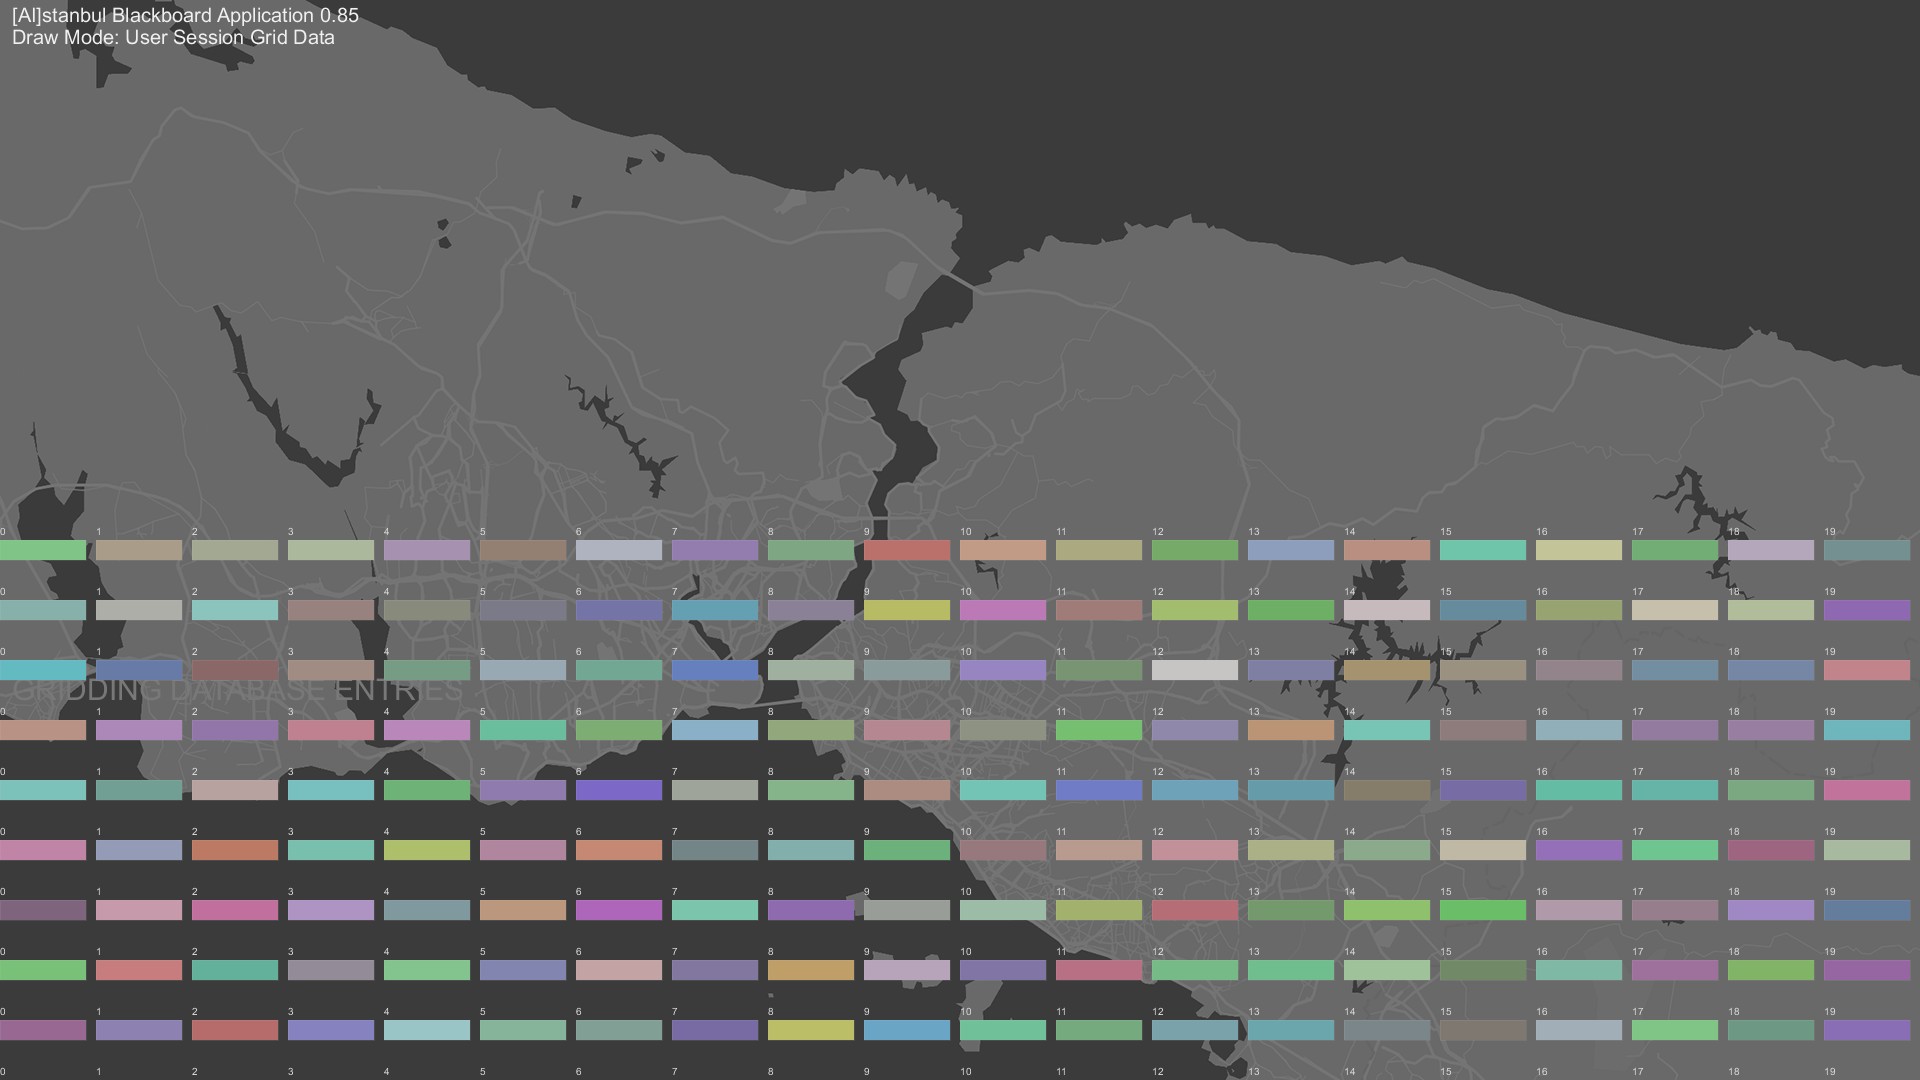 [AI]stanbul Blackboard Application 0.85
Draw Mode: User Session Grid Data
0 1 2 3 4 5 6 7 8 9 10 11 12 13 14 15 16 17 18 19
0 1 2 3 4 5 6 7 8 9 10 11 12 13 14 15 16 17 18 19
0 1 2 3 4 5 6 7 8 9 10 11 12 13 14 15 16 17 18 19
GRIDDING DATABASE ENTRIES
0 1 2 3 4 5 6 7 8 9 10 11 12 13 14 15 16 17 18 19
0 1 2 3 4 5 6 7 8 9 10 11 12 13 14 15 16 17 18 19
0 1 2 3 4 5 6 7 8 9 10 11 12 13 14 15 16 17 18 19
0 1 2 3 4 5 6 7 8 9 10 11 12 13 14 15 16 17 18 19
0 1 2 3 4 5 6 7 8 9 10 11 12 13 14 15 16 17 18 19
0 1 2 3 4 5 6 7 8 9 10 11 12 13 14 15 16 17 18 19
0 1 2 3 4 5 6 7 8 9 10 11 12 13 14 15 16 17 18 19